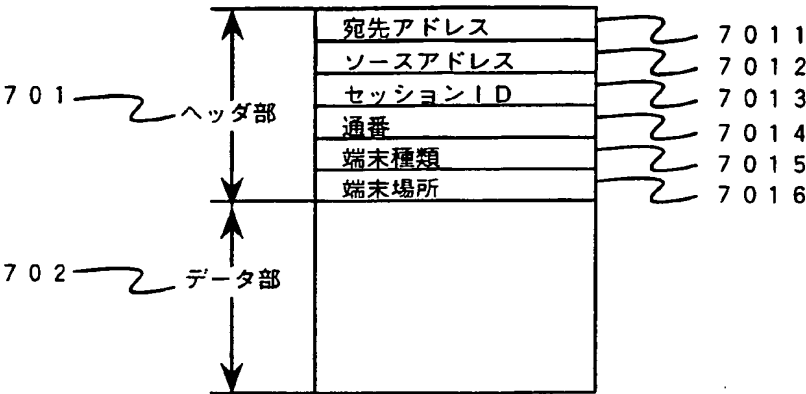 宛先アドレス 7011
ソースアドレス 7012
701 ヘッダ部 セッションID 7013
通番 7014
端末種類 7015
端末場所 7016
702 データ部